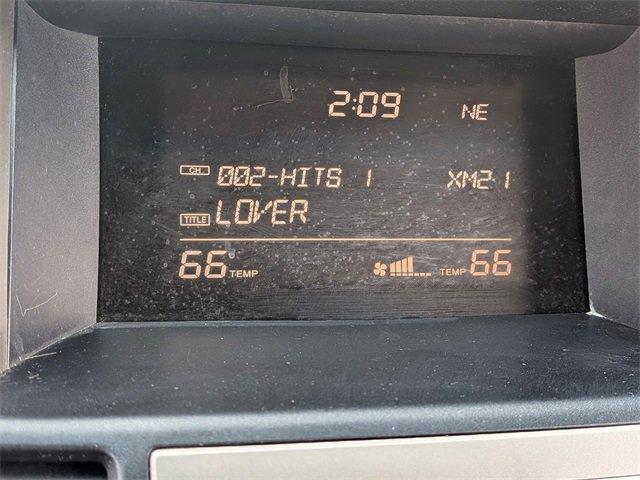 2:09 NE
CH 002-HITS 1 XM2-1
TITLE LOVER
66 TEMP TEMP 66